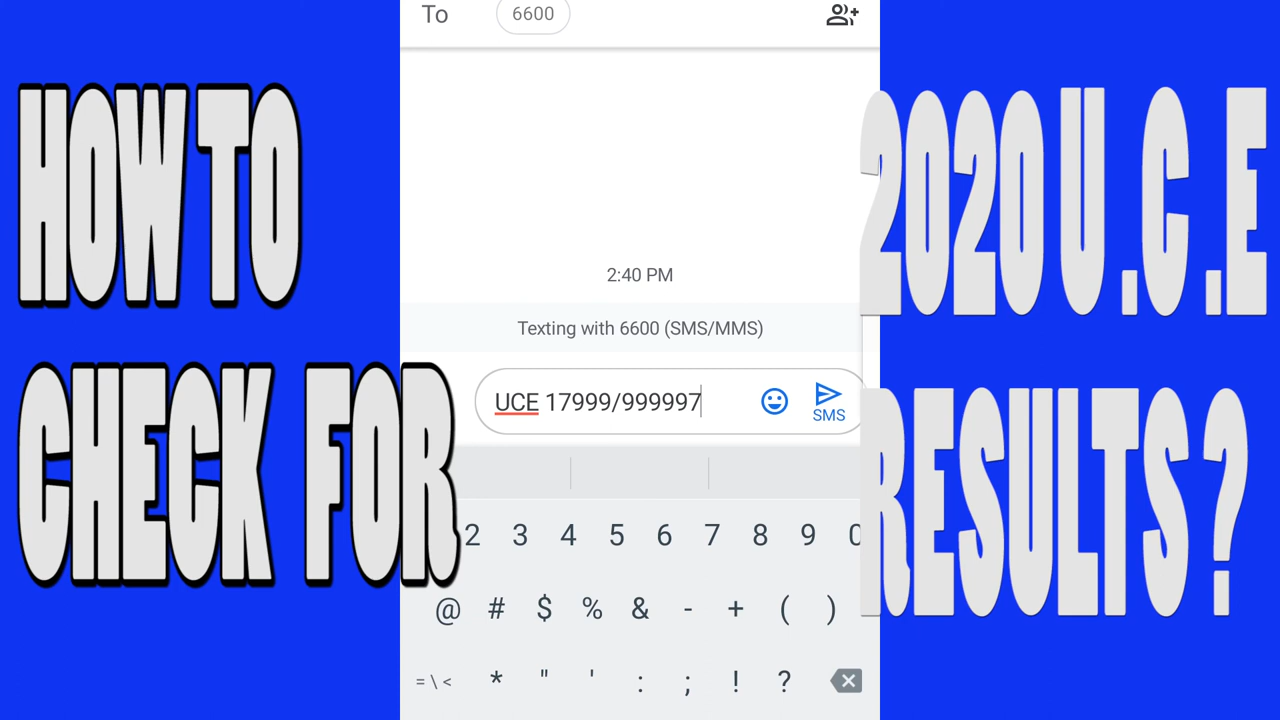 HOW TO
CHECK FOR
To 6600
2:40 PM
Texting with 6600 (SMS/MMS)
UCE 17999/999997
SMS
2 3 4 5 6 7 8 9 0
@ # $ % & - + ( )
= \ < * " ' : ; ! ?
2020 U.C.E
RESULTS?